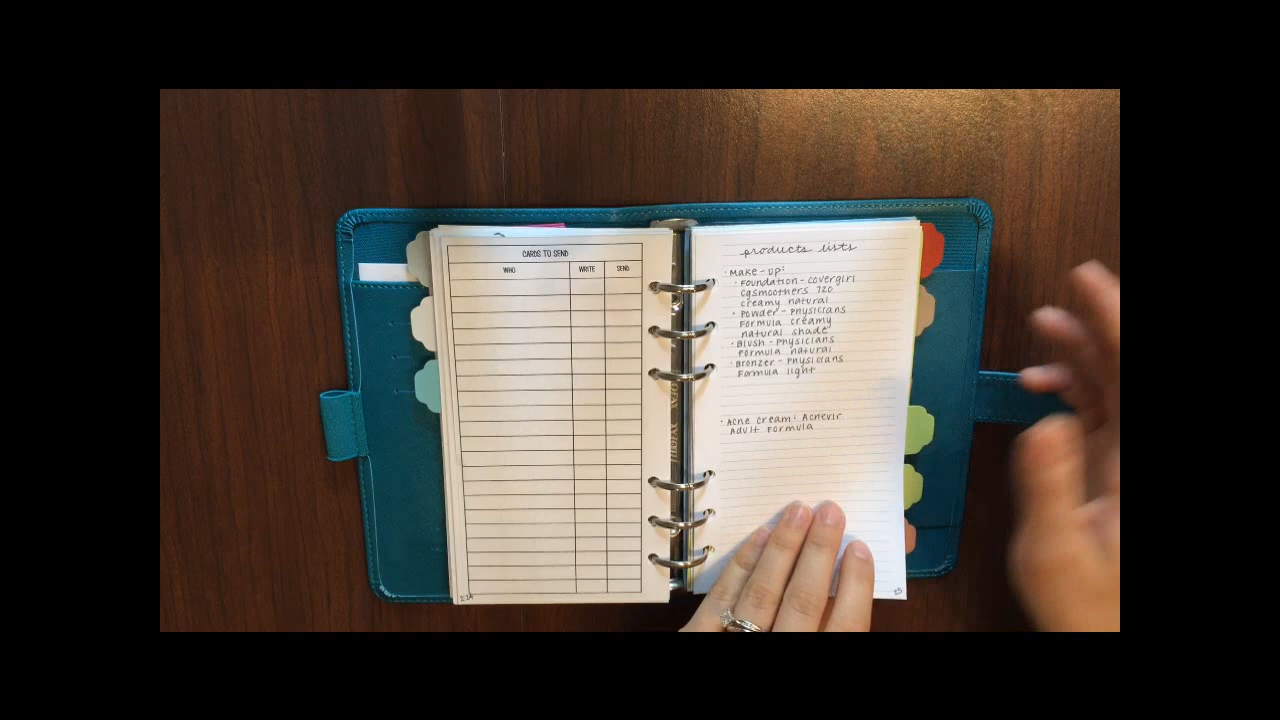 CARDS TO SEND
WHO WRITE SEND
products lists
· Make-up:
· Foundation - covergirl
cgsmoothers 720
creamy natural
· Powder - Physicians
Formula creamy
natural shade
· Blush - Physicians
Formula natural
· Bronzer - Physicians
Formula light
· Acne cream: Acnevir
Adult Formula
filofax